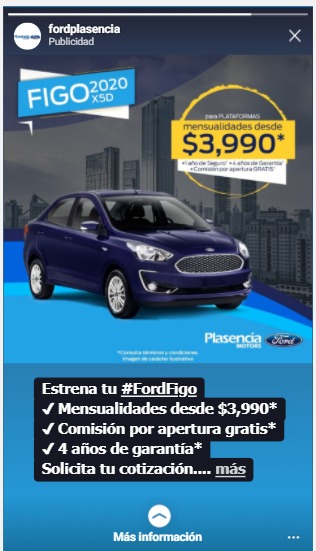 fordplasencia
Publicidad
FIGO 2020
X5D
para PLATAFORMAS
mensualidades desde
$3,990*
+1 año de Seguro* +4 años de Garantía*
+Comisión por apertura GRATIS*
Plasencia Ford
MOTORS
*Consulta términos y condiciones.
Imagen de carácter ilustrativo
Estrena tu #FordFigo
✓ Mensualidades desde $3,990*
✓ Comisión por apertura gratis*
✓ 4 años de garantía*
Solicita tu cotización.... más
Más información